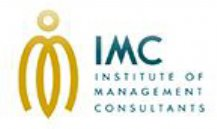 IMC
INSTITUTE OF
MANAGEMENT
CONSULTANTS